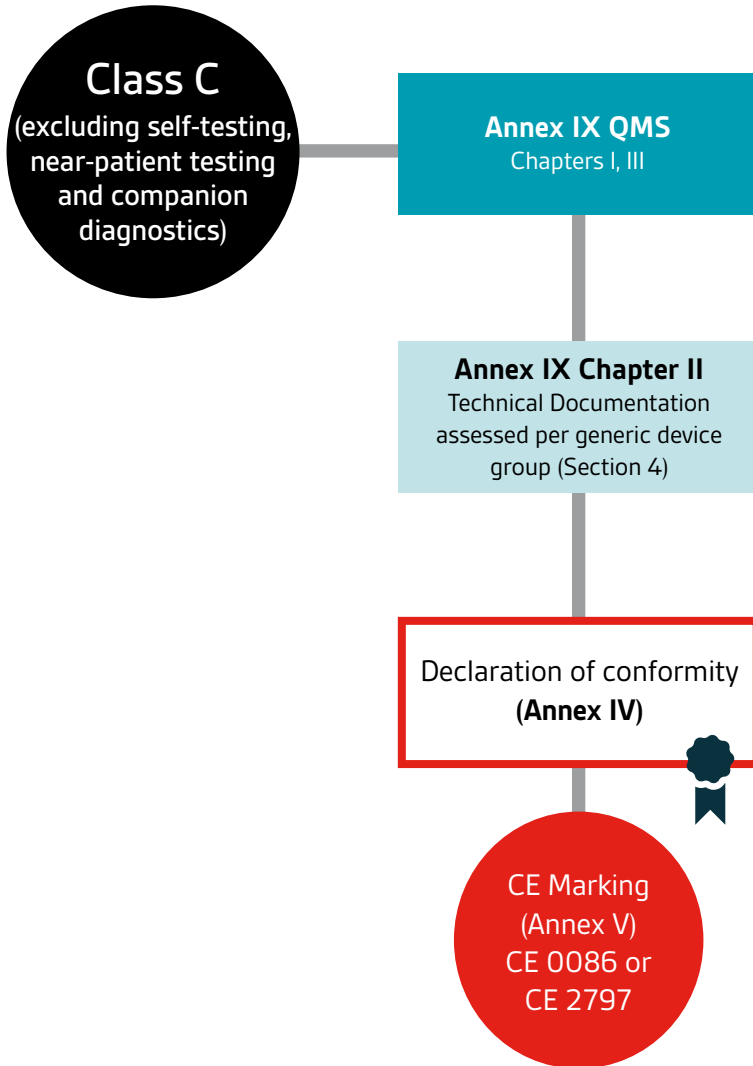 Class C
(excluding self-testing,
near-patient testing
and companion
diagnostics)
Annex IX QMS
Chapters I, III
Annex IX Chapter II
Technical Documentation
assessed per generic device
group (Section 4)
Declaration of conformity
(Annex IV)
CE Marking
(Annex V)
CE 0086 or
CE 2797